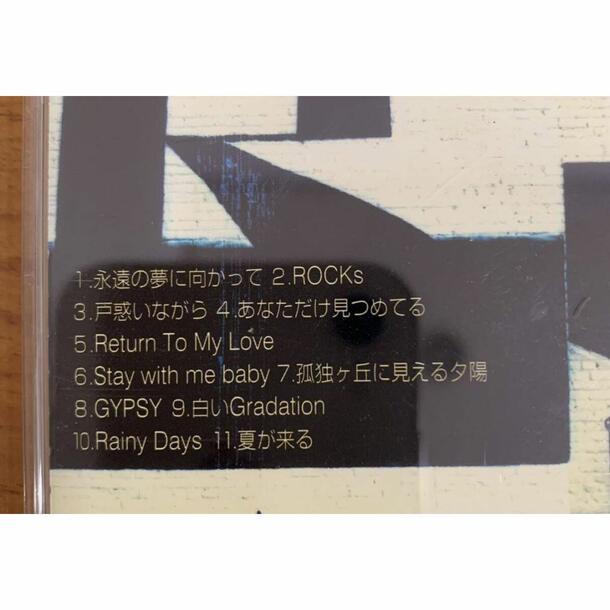 1.永遠の夢に向かって 2.ROCKs
3.戸惑いながら 4.あなただけ見つめてる
5.Return To My Love
6.Stay with me baby 7.孤独ヶ丘に見える夕陽
8.GYPSY 9.白いGradation
10.Rainy Days 11.夏が来る